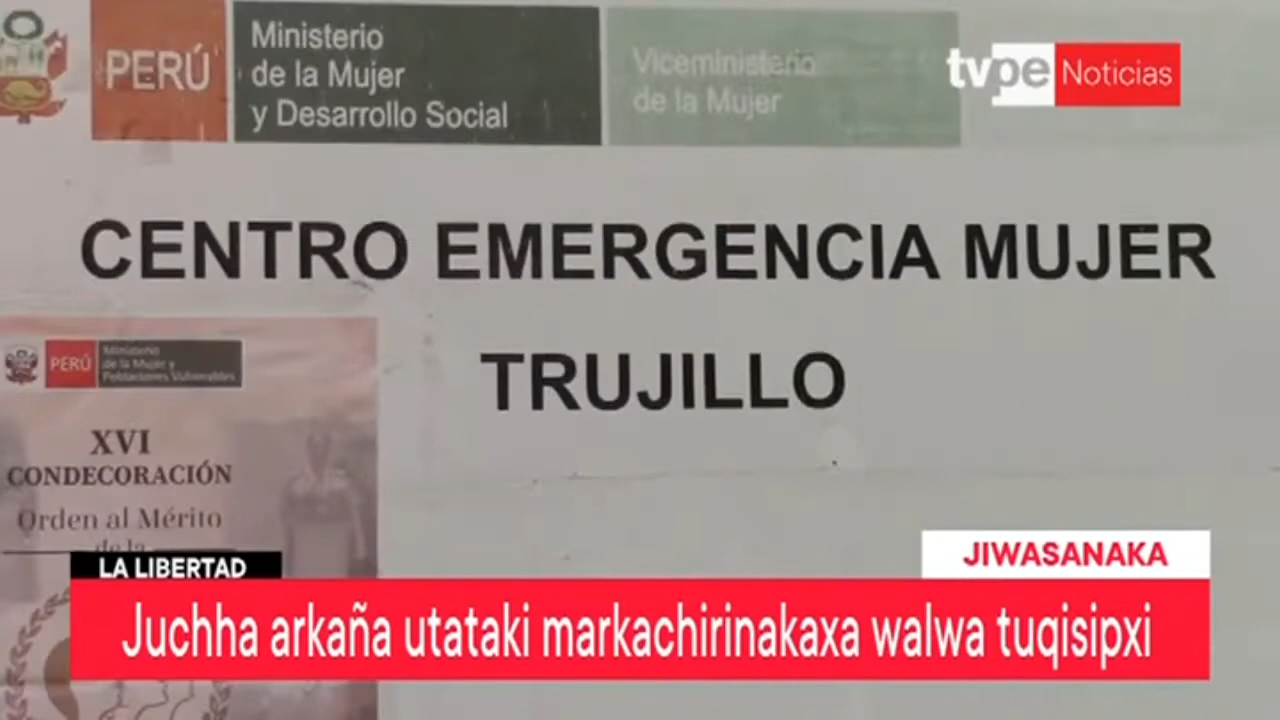 PERÚ
Ministerio
de la Mujer
y Desarrollo Social
Viceministerio
de la Mujer
tvpe Noticias
CENTRO EMERGENCIA MUJER
TRUJILLO
PERÚ
Ministerio
de la Mujer y
Poblaciones Vulnerables
XVI
CONDECORACIÓN
Orden al Mérito
de la
LA LIBERTAD
JIWASANAKA
Juchha arkaña utataki markachirinakaxa walwa tuqisipxi